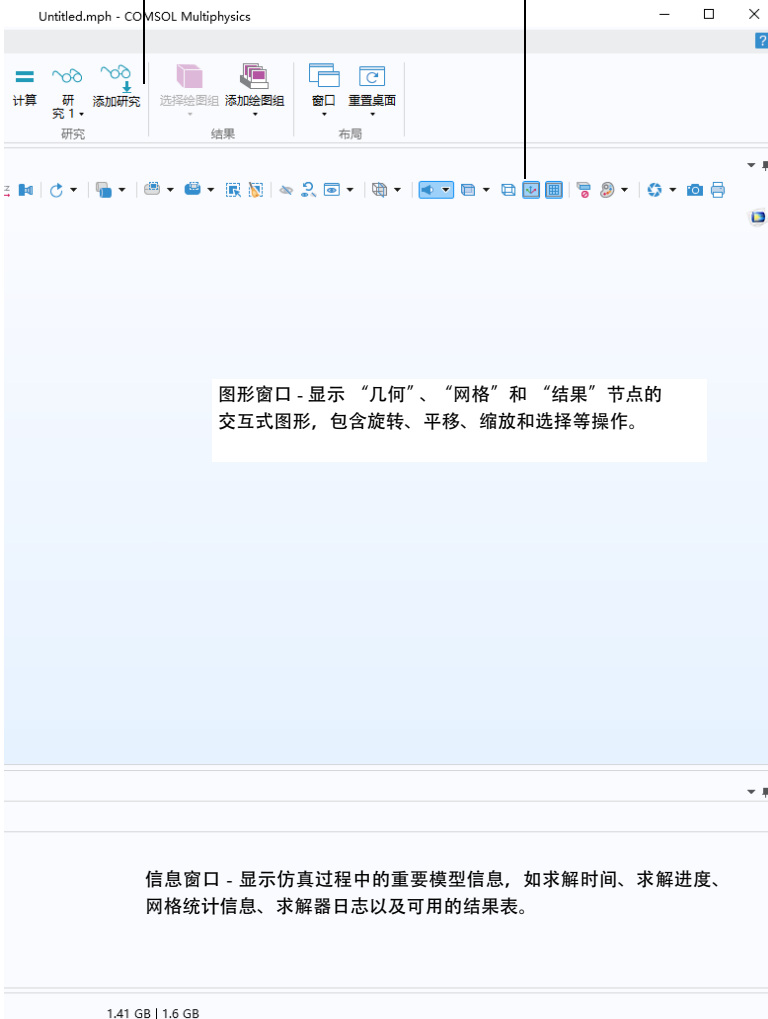 Untitled.mph - COMSOL Multiphysics
?
计算
研
究 1
添加研究
选择绘图组
添加绘图组
窗口
重置桌面
研究
结果
布局
图形窗口 - 显示 “几何”、“网格” 和 “结果” 节点的
交互式图形，包含旋转、平移、缩放和选择等操作。
信息窗口 - 显示仿真过程中的重要模型信息，如求解时间、求解进度、
网格统计信息、求解器日志以及可用的结果表。
1.41 GB | 1.6 GB